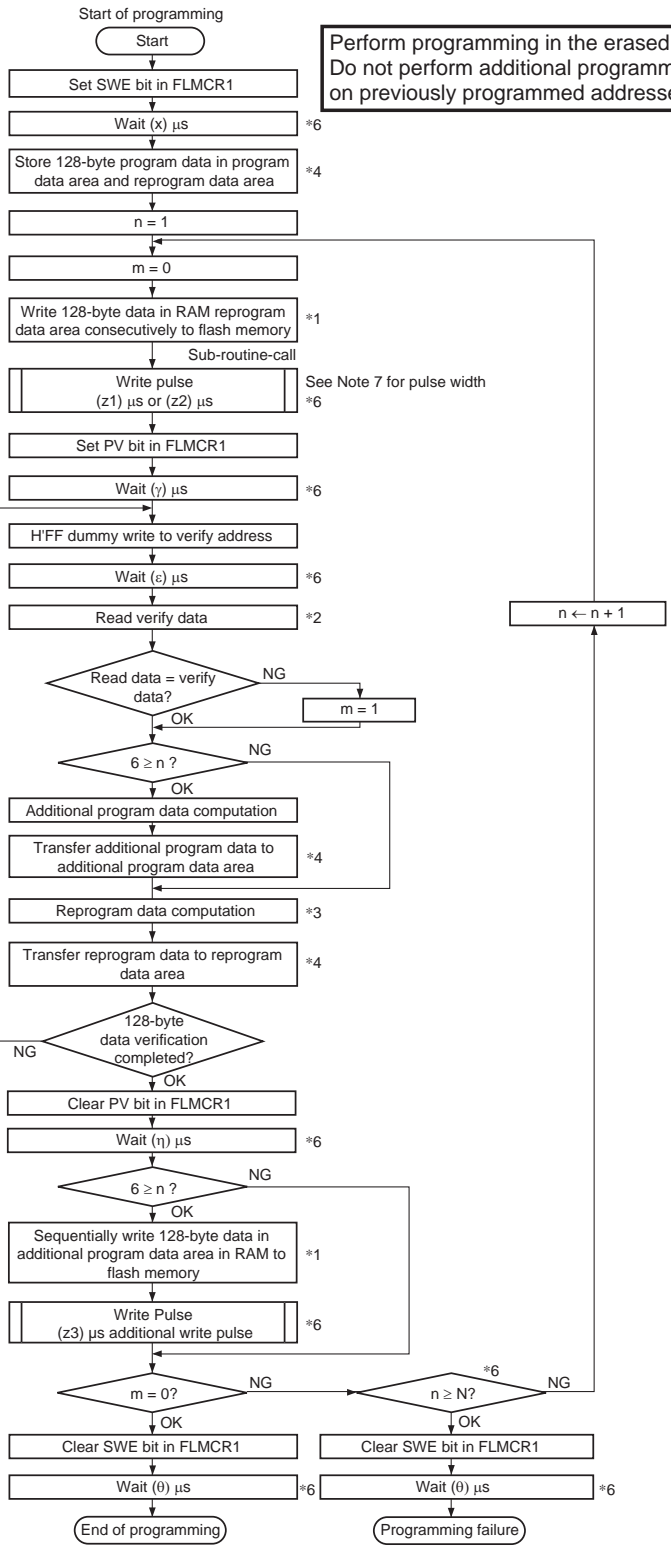 Start of programming
Start
Perform programming in the erased
Do not perform additional programm
on previously programmed addresse
Set SWE bit in FLMCR1
Wait (x) µs
*6
Store 128-byte program data in program
data area and reprogram data area
*4
n = 1
m = 0
Write 128-byte data in RAM reprogram
data area consecutively to flash memory
*1
Sub-routine-call
Write pulse
(z1) µs or (z2) µs
See Note 7 for pulse width
*6
Set PV bit in FLMCR1
Wait (γ) µs
*6
H'FF dummy write to verify address
Wait (ε) µs
*6
Read verify data
*2
n ← n + 1
Read data = verify
data?
NG
m = 1
OK
6 ≥ n ?
NG
OK
Additional program data computation
Transfer additional program data to
additional program data area
*4
Reprogram data computation
*3
Transfer reprogram data to reprogram
data area
*4
128-byte
data verification
completed?
NG
OK
Clear PV bit in FLMCR1
Wait (η) µs
*6
6 ≥ n ?
NG
OK
Sequentially write 128-byte data in
additional program data area in RAM to
flash memory
*1
Write Pulse
(z3) µs additional write pulse
*6
m = 0?
NG
*6
n ≥ N?
NG
OK
OK
Clear SWE bit in FLMCR1
Clear SWE bit in FLMCR1
Wait (θ) µs
*6
Wait (θ) µs
*6
End of programming
Programming failure